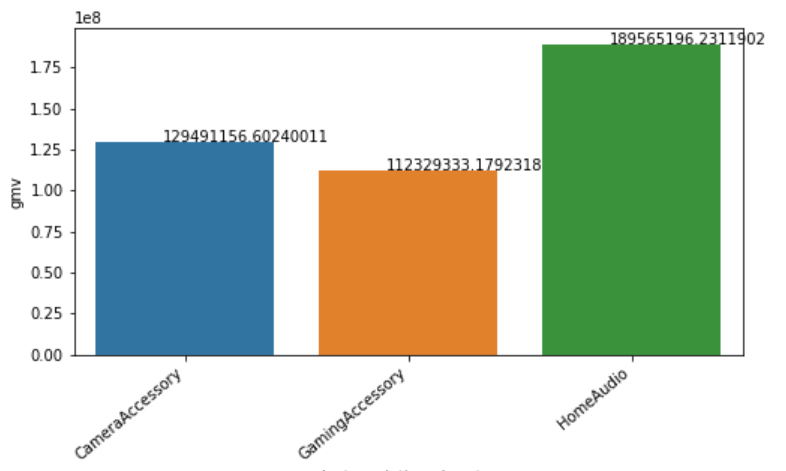 1e8
189565196.2311902
1.75
1.50
129491156.60240011
1.25
112329333.1792318
1.00
gmv
0.75
0.50
0.25
0.00
CameraAccessory
GamingAccessory
HomeAudio